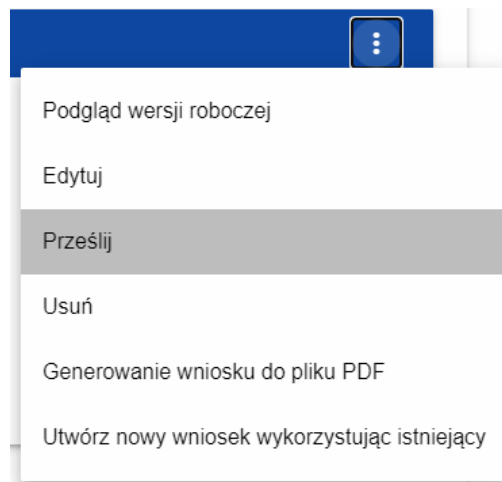 Podgląd wersji roboczej
Edytuj
Prześlij
Usuń
Generowanie wniosku do pliku PDF
Utwórz nowy wniosek wykorzystując istniejący